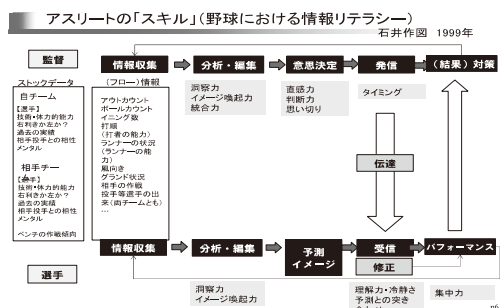 アスリートの「スキル」（野球における情報リテラシー）
石井作図 1999年
監督
情報収集
分析・編集
意思決定
発信
（結果）対策
ストックデータ
自チーム
【選手】
技術・体力的能力
右利きか左か？
過去の実績
相手投手との相性
メンタル
相手チーム
【選手】
技術・体力的能力
右利きか左か？
過去の実績
相手投手との相性
メンタル
ベンチの作戦傾向
（フロー）情報
アウトカウント
ボールカウント
イニング数
打順
（打者の能力）
ランナーの状況
（ランナーの能
力）
風向き
グランド状況
相手の作戦
投手等選手の出
来（両チームとも）
…
洞察力
イメージ喚起力
統合力
直感力
判断力
思い切り
タイミング
伝達
情報収集
分析・編集
予測
イメージ
受信
修正
パフォーマンス
選手
洞察力
イメージ喚起力
理解力・冷静さ
予測との突き
集中力